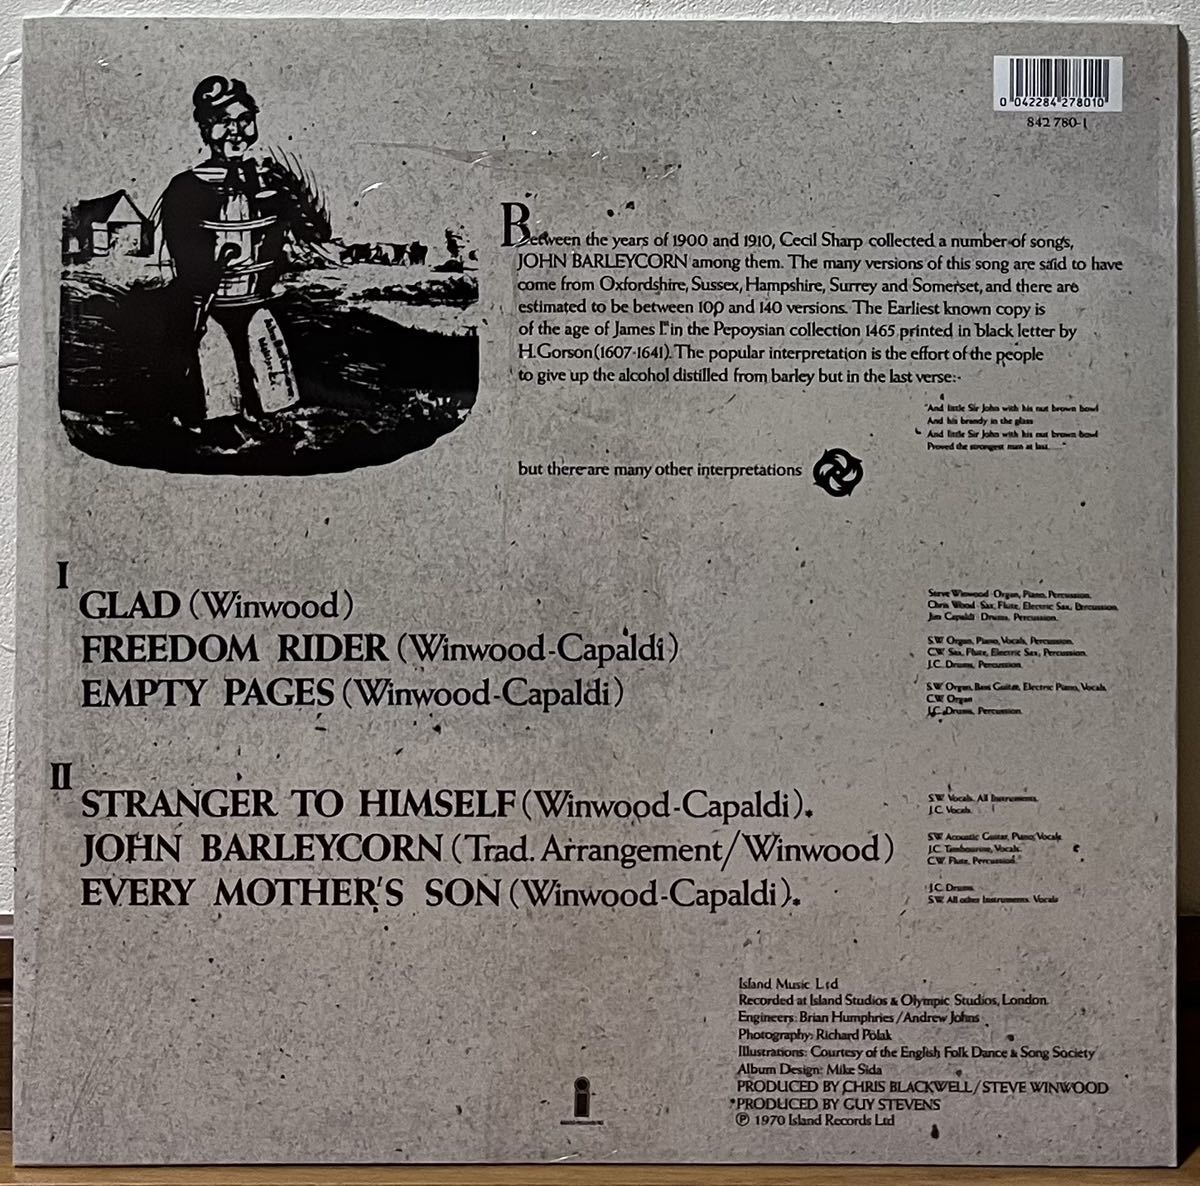 0 042284 278010
842 780-1
Between the years of 1900 and 1910, Cecil Sharp collected a number of songs,
JOHN BARLEYCORN among them. The many versions of this song are said to have
come from Oxfordshire, Sussex, Hampshire, Surrey and Somerset, and there are
estimated to be between 100 and 140 versions. The Earliest known copy is
of the age of James I in the Pepoysian collection 1465 printed in black letter by
H.Gorson (1607-1641). The popular interpretation is the effort of the people
to give up the alcohol distilled from barley but in the last verse:-
"And little Sir John with his nut brown bowl
And his brandy in the glass
And little Sir John with his nut brown bowl
Proved the strongest man at last......"
but there are many other interpretations
I
GLAD (Winwood)
Steve Winwood Organ, Piano, Percussion.
Chris Wood Sax, Flute, Electric Sax, Percussion.
Jim Capaldi Drums, Percussion.
FREEDOM RIDER (Winwood-Capaldi)
S.W. Organ, Piano, Vocals, Percussion.
C.W. Sax, Flute, Electric Sax, Percussion.
J.C. Drums, Percussion.
EMPTY PAGES (Winwood-Capaldi)
S.W. Organ, Bass Guitar, Electric Piano, Vocals.
C.W. Organ
J.C. Drums, Percussion.
II
STRANGER TO HIMSELF (Winwood-Capaldi).*
S.W. Vocals. All Instruments.
J.C. Vocals.
JOHN BARLEYCORN (Trad. Arrangement/Winwood)
S.W. Acoustic Guitar, Piano, Vocals
J.C. Tambourine, Vocals.
C.W. Flute, Percussion.
EVERY MOTHER'S SON (Winwood-Capaldi).*
J.C. Drums
S.W. All other Instruments. Vocals
Island Music Ltd
Recorded at Island Studios & Olympic Studios, London.
Engineers: Brian Humphries / Andrew Johns
Photography: Richard Polak
Illustrations: Courtesy of the English Folk Dance & Song Society
Album Design: Mike Sida
PRODUCED BY CHRIS BLACKWELL/STEVE WINWOOD
*PRODUCED BY GUY STEVENS
℗ 1970 Island Records Ltd